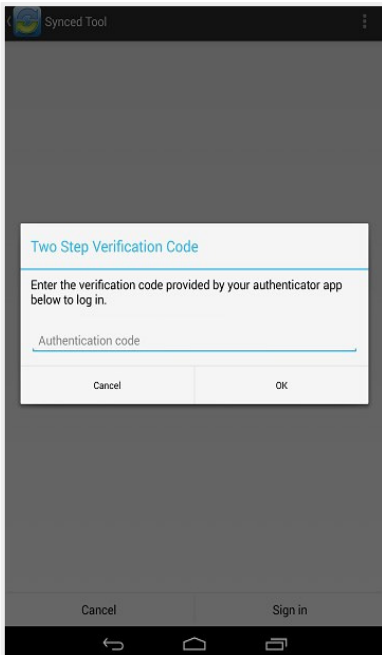 Synced Tool
Two Step Verification Code
Enter the verification code provided by your authenticator app
below to log in.
Authentication code
Cancel OK
Cancel Sign in